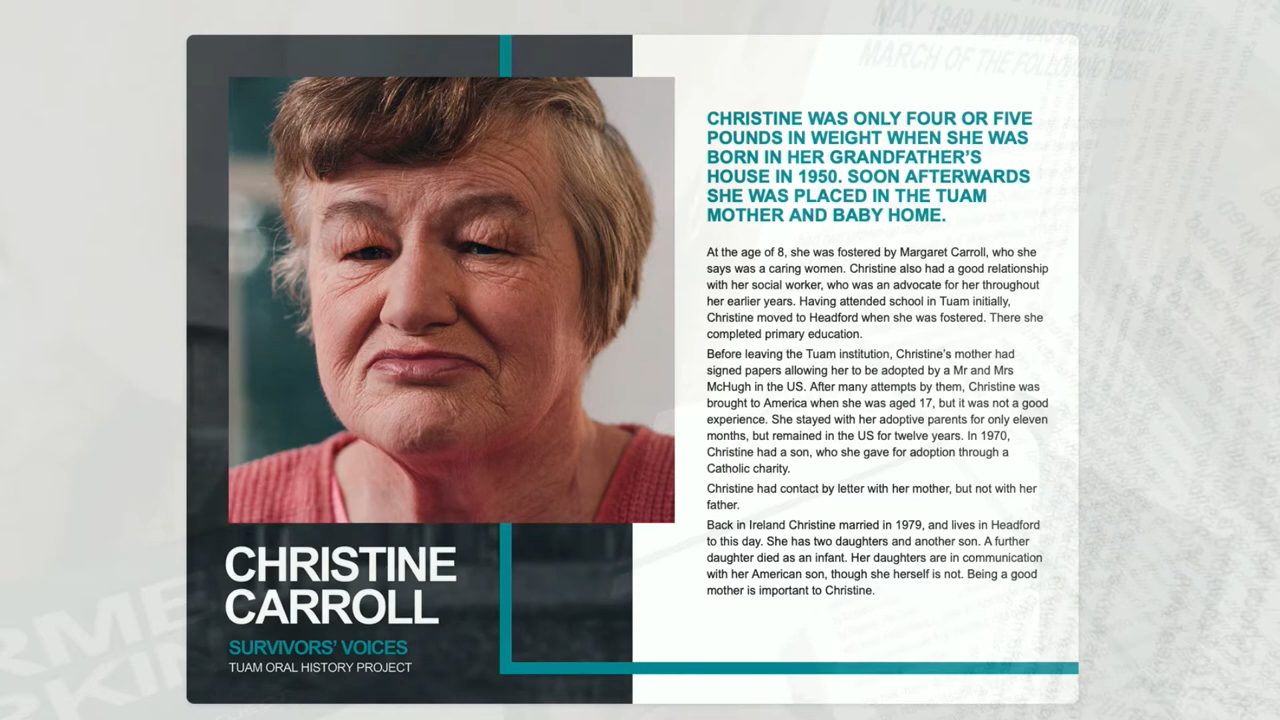 MAY 1949 AND WAS DISCHARGED IN
MARCH OF THE FOLLOWING YEAR
CHRISTINE WAS ONLY FOUR OR FIVE
POUNDS IN WEIGHT WHEN SHE WAS
BORN IN HER GRANDFATHER'S
HOUSE IN 1950. SOON AFTERWARDS
SHE WAS PLACED IN THE TUAM
MOTHER AND BABY HOME.
At the age of 8, she was fostered by Margaret Carroll, who she
says was a caring women. Christine also had a good relationship
with her social worker, who was an advocate for her throughout
her earlier years. Having attended school in Tuam initially,
Christine moved to Headford when she was fostered. There she
completed primary education.
Before leaving the Tuam institution, Christine's mother had
signed papers allowing her to be adopted by a Mr and Mrs
McHugh in the US. After many attempts by them, Christine was
brought to America when she was aged 17, but it was not a good
experience. She stayed with her adoptive parents for only eleven
months, but remained in the US for twelve years. In 1970,
Christine had a son, who she gave for adoption through a
Catholic charity.
Christine had contact by letter with her mother, but not with her
father.
Back in Ireland Christine married in 1979, and lives in Headford
to this day. She has two daughters and another son. A further
daughter died as an infant. Her daughters are in communication
with her American son, though she herself is not. Being a good
mother is important to Christine.
CHRISTINE
CARROLL
SURVIVORS' VOICES
TUAM ORAL HISTORY PROJECT